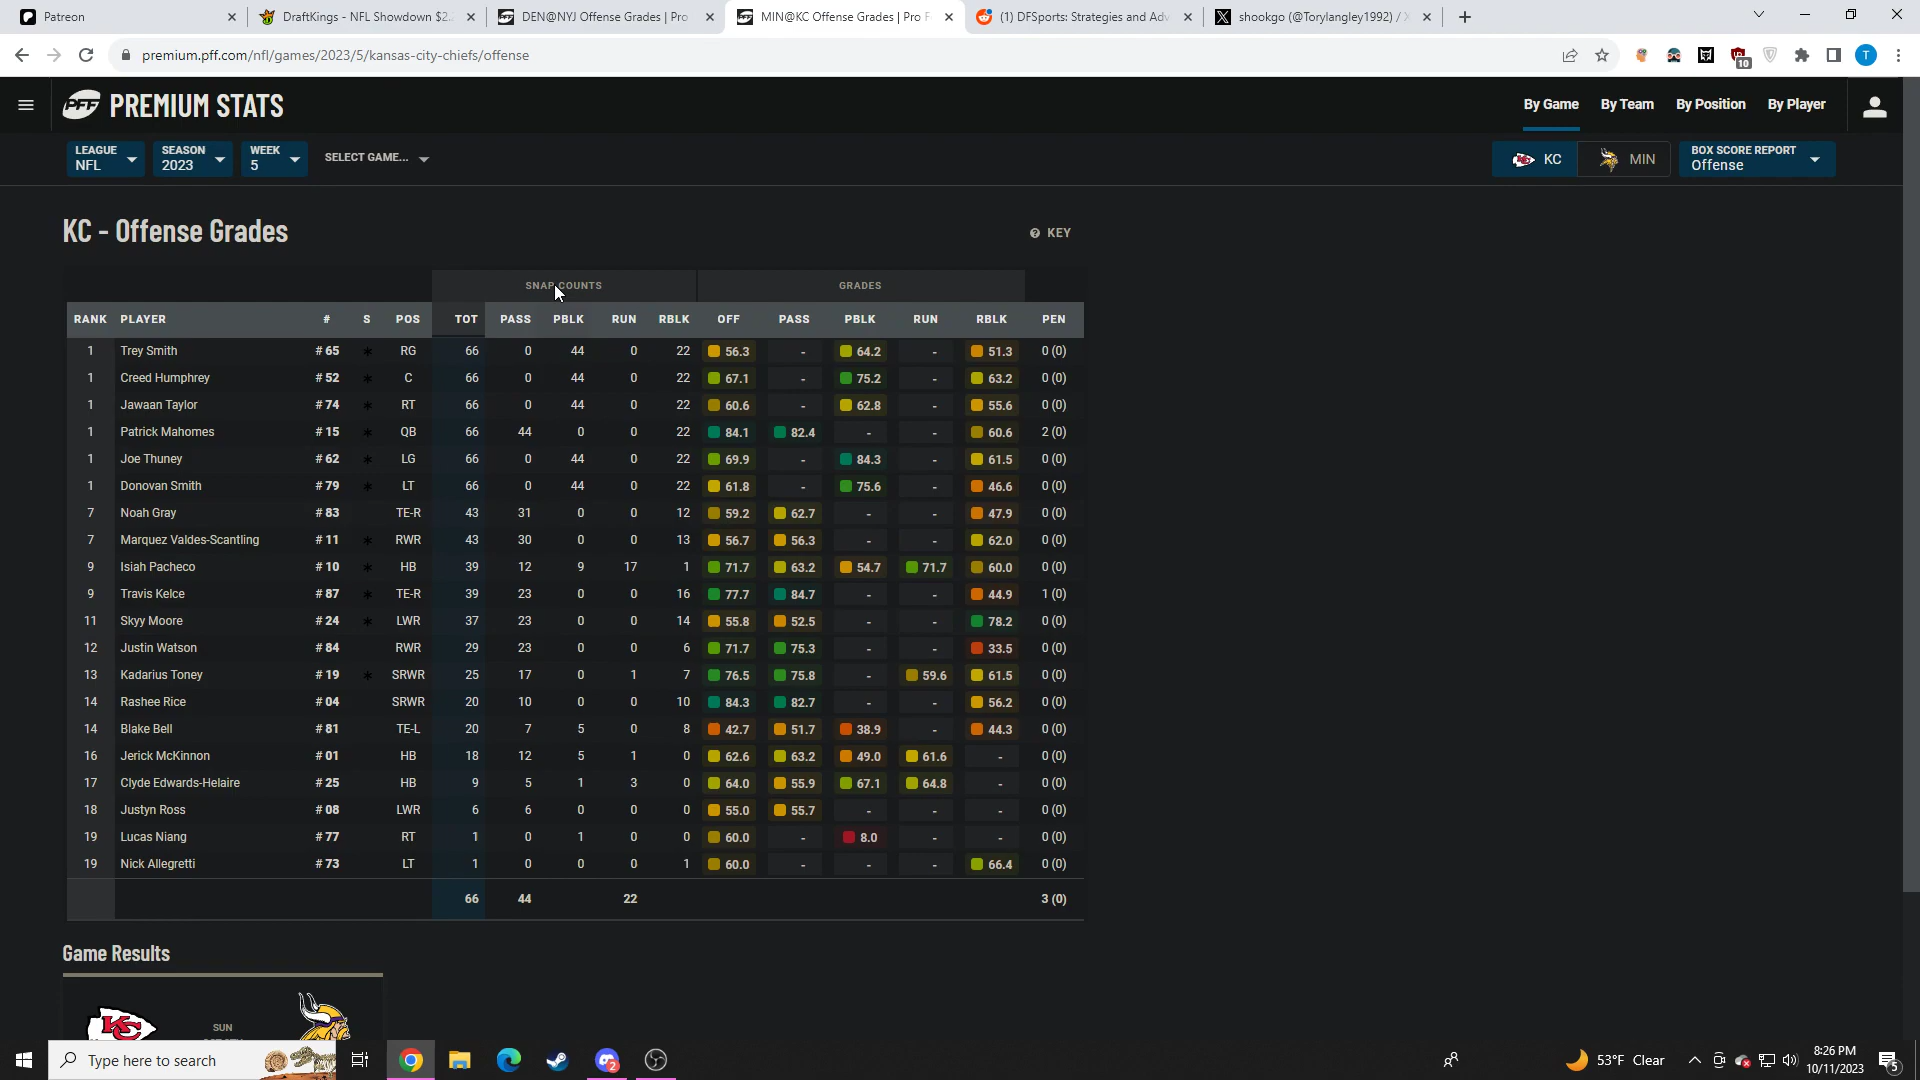 Patreon
DraftKings - NFL Showdown $2.
DEN@NYJ Offense Grades | Pro
MIN@KC Offense Grades | Pro F
(1) DFSports: Strategies and Adv
shookgo (@Torylangley1992) / X
premium.pff.com/nfl/games/2023/5/kansas-city-chiefs/offense
10
T
PFF PREMIUM STATS
By Game By Team By Position By Player
LEAGUE
NFL
SEASON
2023
WEEK
5
SELECT GAME...
KC
MIN
BOX SCORE REPORT
Offense
KC - Offense Grades
KEY
SNAP COUNTS GRADES
RANK PLAYER # S POS TOT PASS PBLK RUN RBLK OFF PASS PBLK RUN RBLK PEN
1 Trey Smith # 65 * RG 66 0 44 0 22 56.3 - 64.2 - 51.3 0 (0)
1 Creed Humphrey # 52 * C 66 0 44 0 22 67.1 - 75.2 - 63.2 0 (0)
1 Jawaan Taylor # 74 * RT 66 0 44 0 22 60.6 - 62.8 - 55.6 0 (0)
1 Patrick Mahomes # 15 * QB 66 44 0 0 22 84.1 82.4 - - 60.6 2 (0)
1 Joe Thuney # 62 * LG 66 0 44 0 22 69.9 - 84.3 - 61.5 0 (0)
1 Donovan Smith # 79 * LT 66 0 44 0 22 61.8 - 75.6 - 46.6 0 (0)
7 Noah Gray # 83 TE-R 43 31 0 0 12 59.2 62.7 - - 47.9 0 (0)
7 Marquez Valdes-Scantling # 11 * RWR 43 30 0 0 13 56.7 56.3 - - 62.0 0 (0)
9 Isiah Pacheco # 10 * HB 39 12 9 17 1 71.7 63.2 54.7 71.7 60.0 0 (0)
9 Travis Kelce # 87 * TE-R 39 23 0 0 16 77.7 84.7 - - 44.9 1 (0)
11 Skyy Moore # 24 * LWR 37 23 0 0 14 55.8 52.5 - - 78.2 0 (0)
12 Justin Watson # 84 RWR 29 23 0 0 6 71.7 75.3 - - 33.5 0 (0)
13 Kadarius Toney # 19 * SRWR 25 17 0 1 7 76.5 75.8 - 59.6 61.5 0 (0)
14 Rashee Rice # 04 SRWR 20 10 0 0 10 84.3 82.7 - - 56.2 0 (0)
14 Blake Bell # 81 TE-L 20 7 5 0 8 42.7 51.7 38.9 - 44.3 0 (0)
16 Jerick McKinnon # 01 HB 18 12 5 1 0 62.6 63.2 49.0 61.6 - 0 (0)
17 Clyde Edwards-Helaire # 25 HB 9 5 1 3 0 64.0 55.9 67.1 64.8 - 0 (0)
18 Justyn Ross # 08 LWR 6 6 0 0 0 55.0 55.7 - - - 0 (0)
19 Lucas Niang # 77 RT 1 0 1 0 0 60.0 - 8.0 - - 0 (0)
19 Nick Allegretti # 73 LT 1 0 0 0 1 60.0 - - - 66.4 0 (0)
66 44 22 3 (0)
Game Results
KC
SUN
Type here to search
2
53°F Clear
8:26 PM
10/11/2023
5